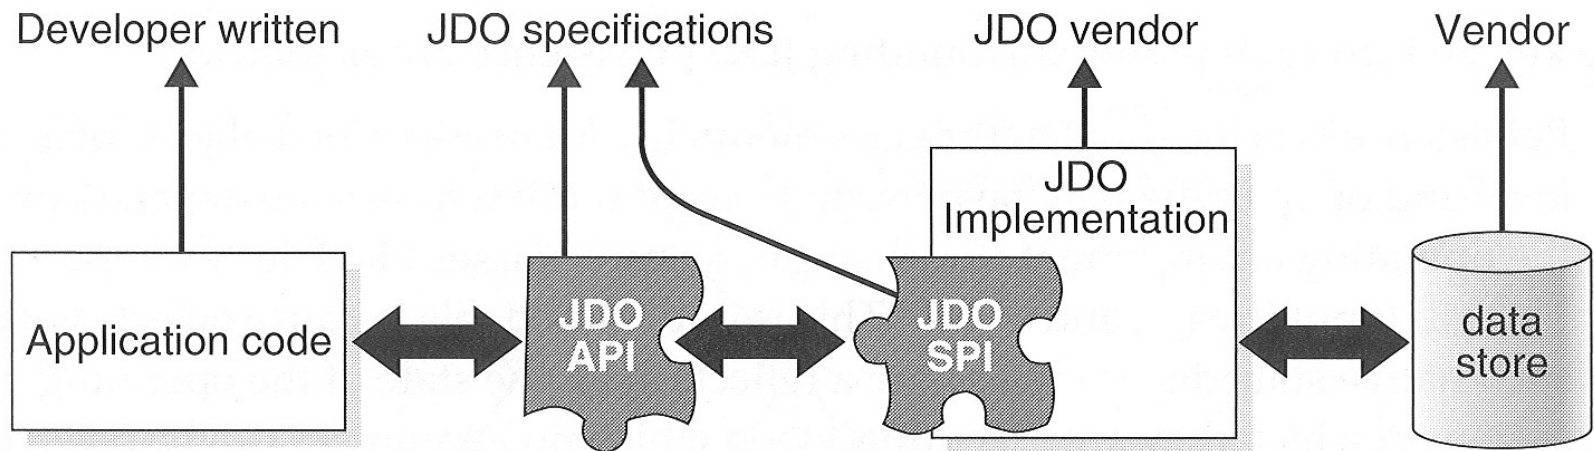 Developer written
JDO specifications
JDO vendor
Vendor
JDO
Implementation
Application code
JDO
API
JDO
SPI
data
store